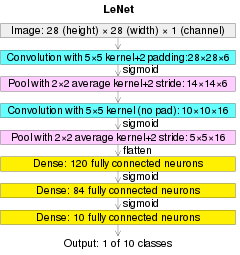 LeNet
Image: 28 (height) × 28 (width) × 1 (channel)
Convolution with 5×5 kernel+2 padding:28×28×6
sigmoid
Pool with 2×2 average kernel+2 stride: 14×14×6
Convolution with 5×5 kernel (no pad): 10×10×16
sigmoid
Pool with 2×2 average kernel+2 stride: 5×5×16
flatten
Dense: 120 fully connected neurons
sigmoid
Dense: 84 fully connected neurons
sigmoid
Dense: 10 fully connected neurons
Output: 1 of 10 classes